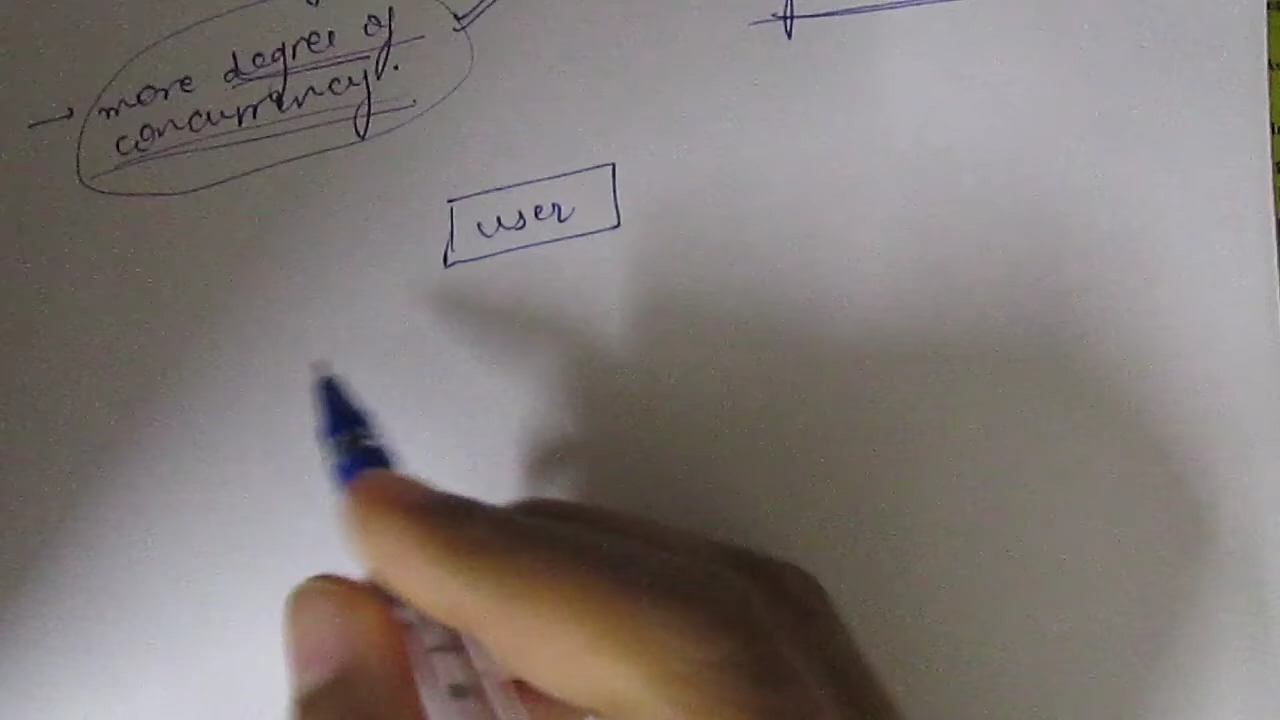 → more degree of
concurrency.
user